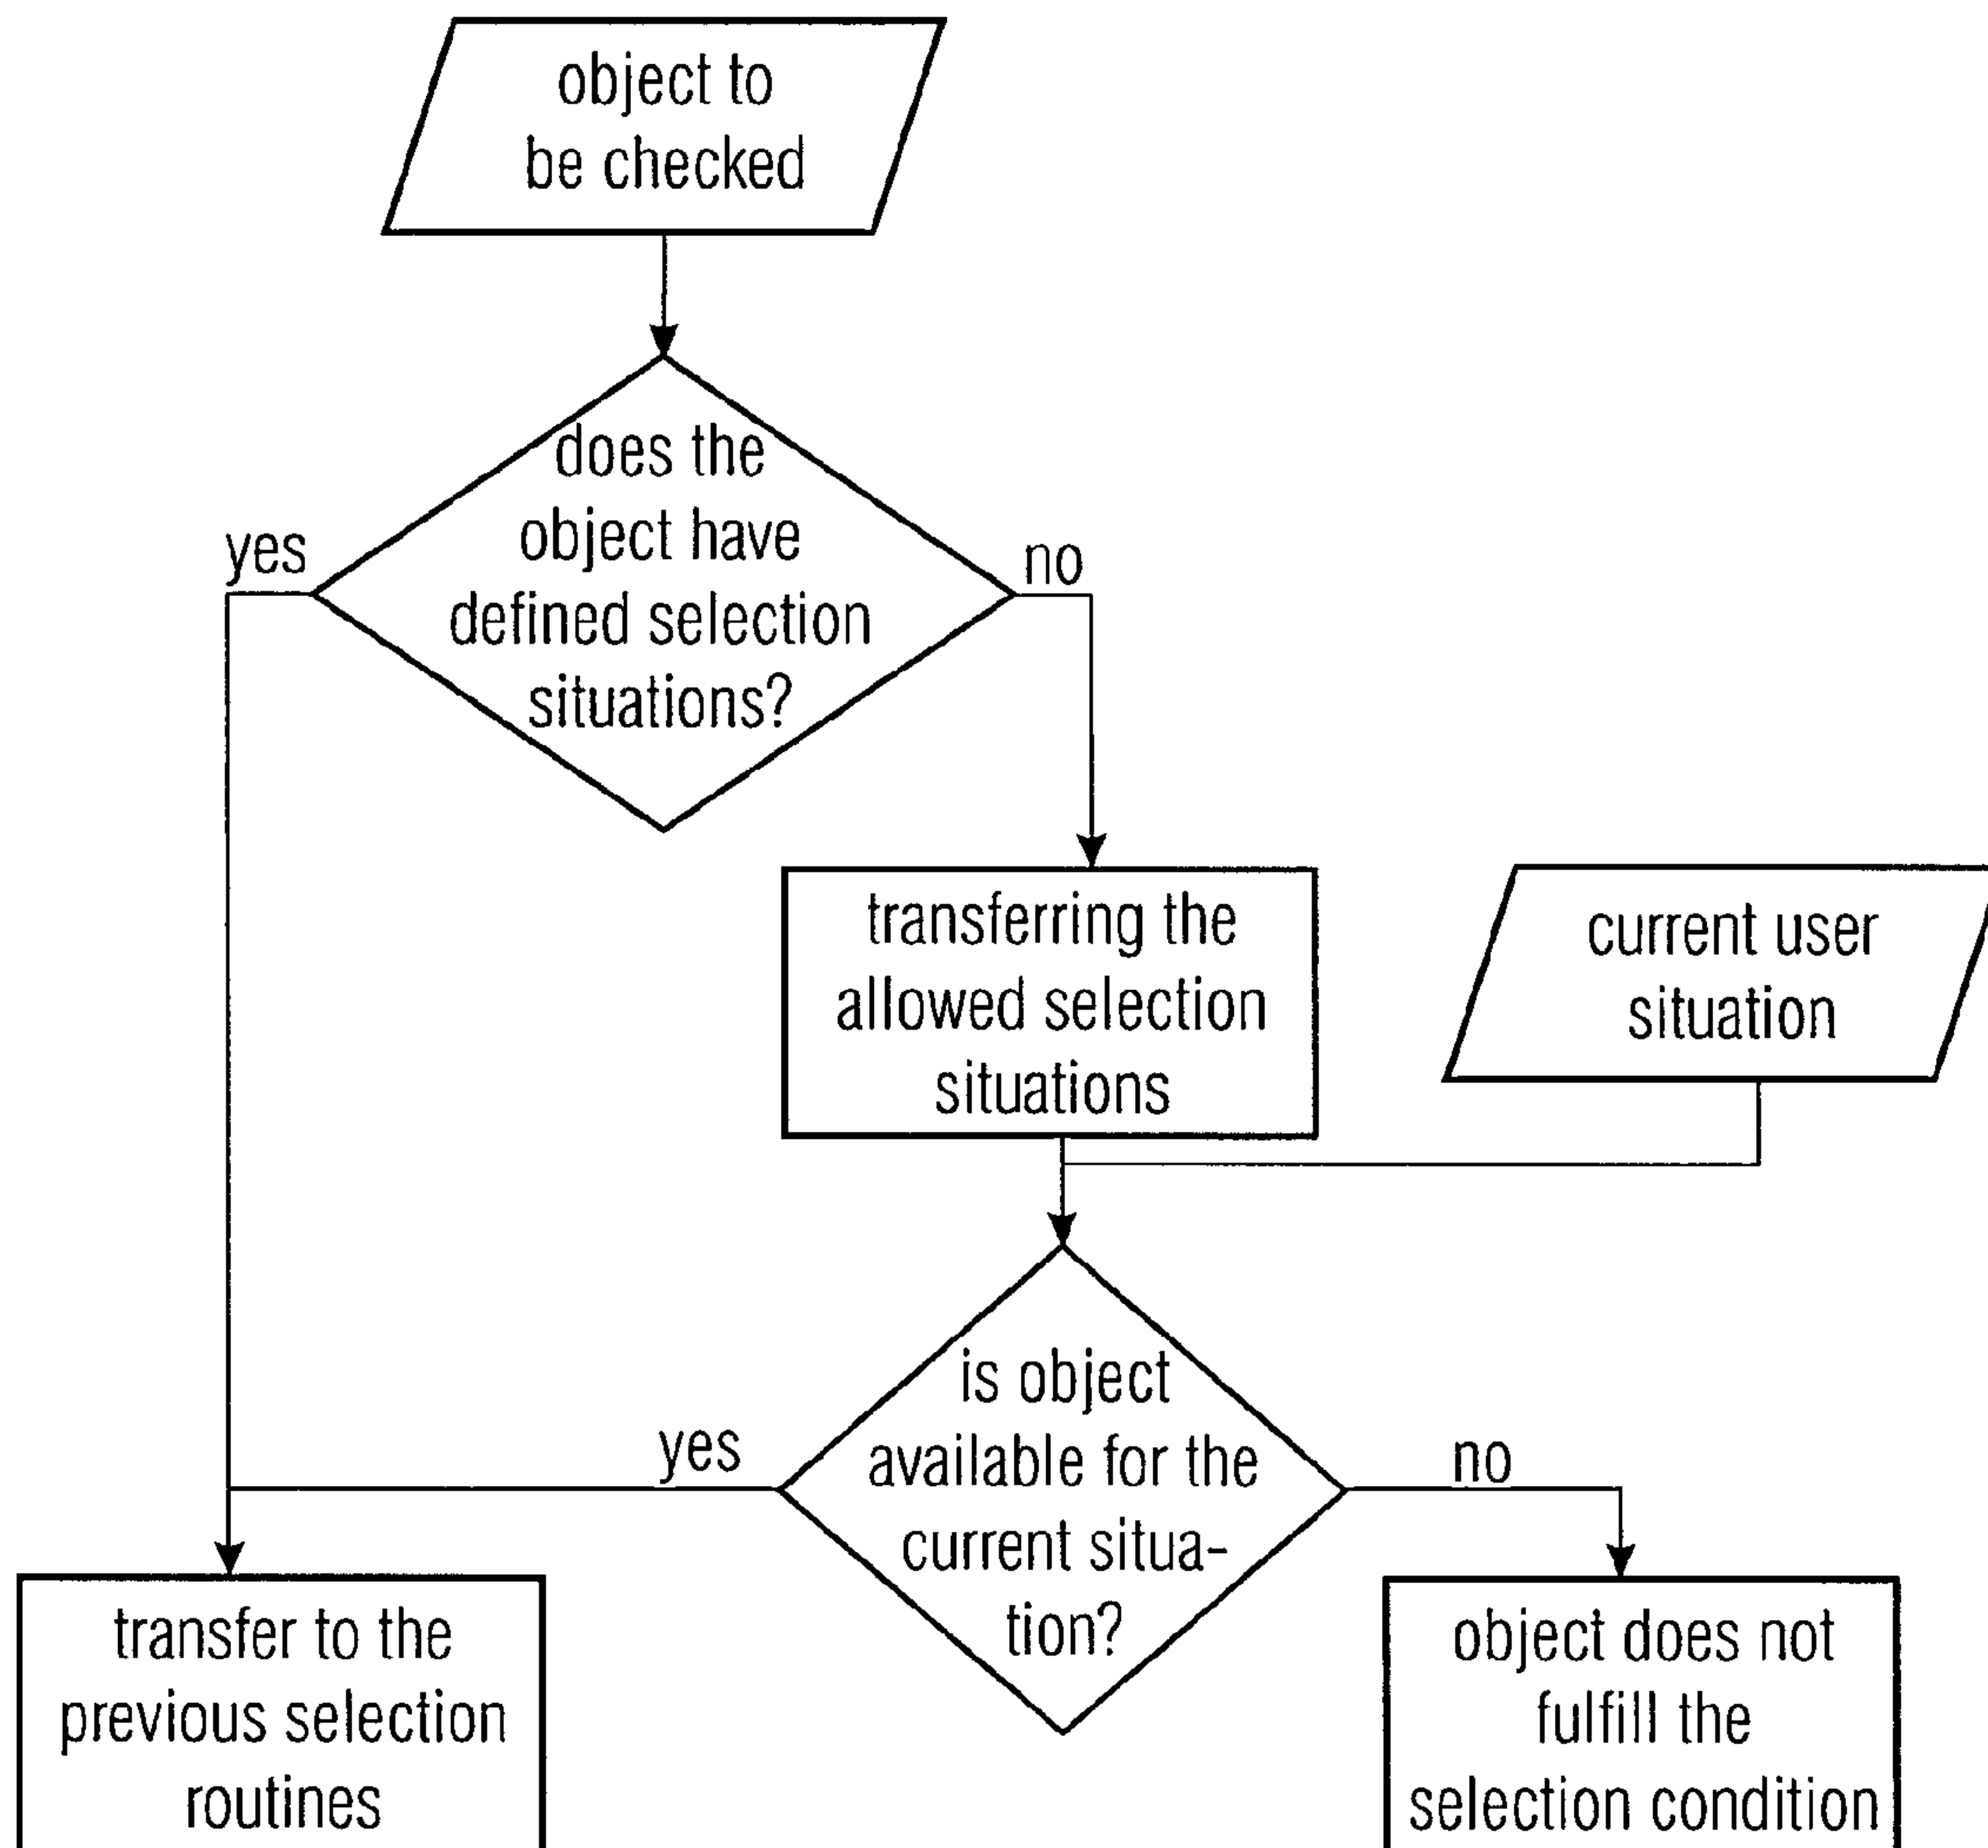 object to
be checked
does the
object have
defined selection
situations?
yes
no
transferring the
allowed selection
situations
current user
situation
is object
available for the
current situa-
tion?
yes
no
transfer to the
previous selection
routines
object does not
fulfill the
selection condition